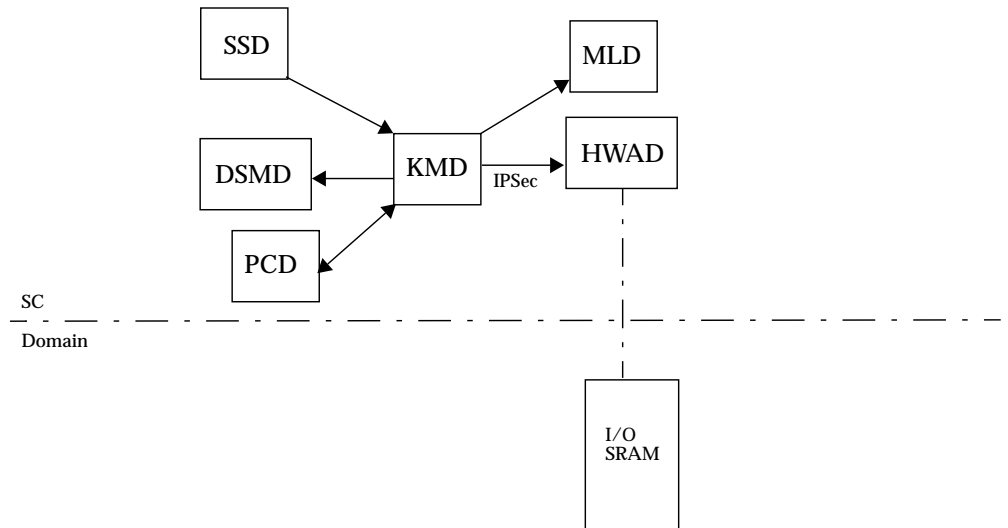 SSD
MLD
DSMD
KMD
IPSec
HWAD
PCD
SC
Domain
I/O
SRAM